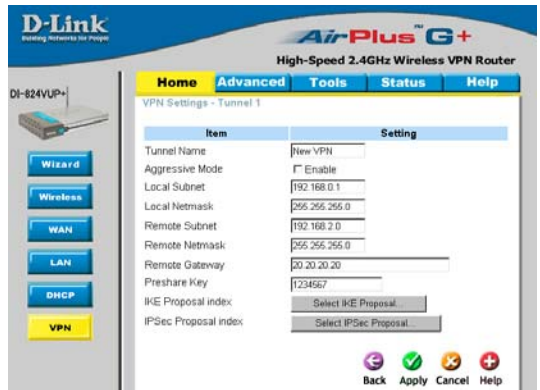 D-Link
Building Networks for People
AirPlus G+
TM
High-Speed 2.4GHz Wireless VPN Router
DI-824VUP+
Home Advanced Tools Status Help
VPN Settings - Tunnel 1
Item Setting
Tunnel Name New VPN
Aggressive Mode Enable
Local Subnet 192.168.0.1
Local Netmask 255.255.255.0
Remote Subnet 192.168.2.0
Remote Netmask 255.255.255.0
Remote Gateway 20.20.20.20
Preshare Key 1234567
IKE Proposal index Select IKE Proposal...
IPSec Proposal index Select IPSec Proposal...
Wizard
Wireless
WAN
LAN
DHCP
VPN
Back Apply Cancel Help